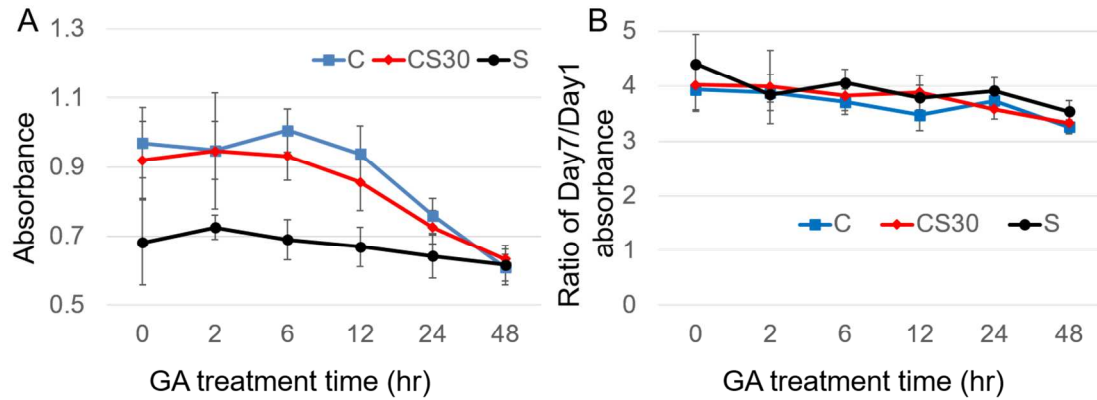 A
Absorbance
1.3
1.1
0.9
0.7
0.5
C CS30 S
0 2 6 12 24 48
GA treatment time (hr)
B
Ratio of Day7/Day1
absorbance
5
4
3
2
1
0
C CS30 S
0 2 6 12 24 48
GA treatment time (hr)